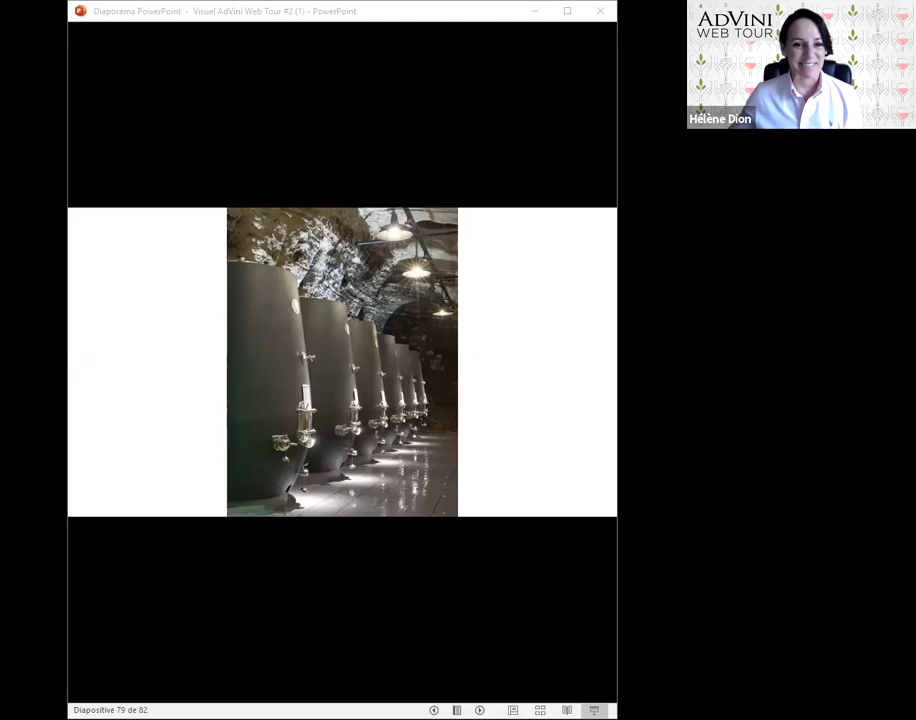 Diaporama PowerPoint - Visuel AdVini Web Tour #2 (1) - PowerPoint
ADVINI
WEB TOUR
Hélène Dion
Diapositive 79 de 82